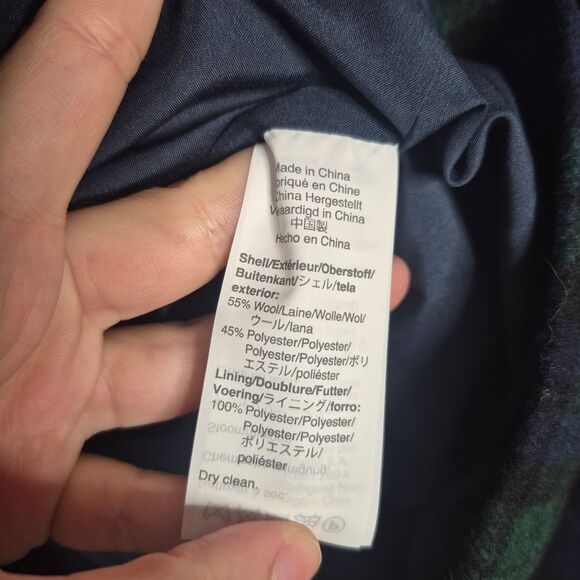 Made in China
en Chine
China Hergestellt
in China
中国製
Hecho en China
Shell/Extérieur/Oberstoff/
Buitenkant/シェル/tela
exterior:
55% Wool/Laine/Wolle/Wol/
ウール/lana
45% Polyester/Polyester/
Polyester/Polyester/ポリ
エステル/poliéster
Lining/Doublure/Futter/
Voering/ライニング/forro:
100% Polyester/Polyester/
Polyester/Polyester/
ポリエステル/
poliéster
Dry clean.